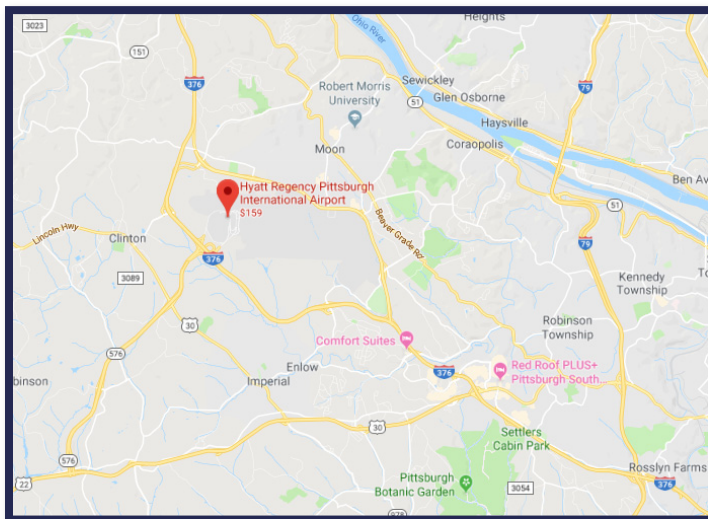 3023
Heights
Ohio River
151
376
79
Sewickley
Robert Morris
University
51
Glen Osborne
Haysville
Moon
Coraopolis
Ben Av
Hyatt Regency Pittsburgh
International Airport
$159
51
Beaver Grade Rd
Lincoln Hwy
Clinton
79
376
3089
Kennedy
Township
To
30
Robinson
Township
Comfort Suites
576
Enlow
376
Red Roof PLUS+
Pittsburgh South...
binson
Imperial
30
Settlers
Cabin Park
576
Rosslyn Farms
22
Pittsburgh
Botanic Garden
3054
376
978